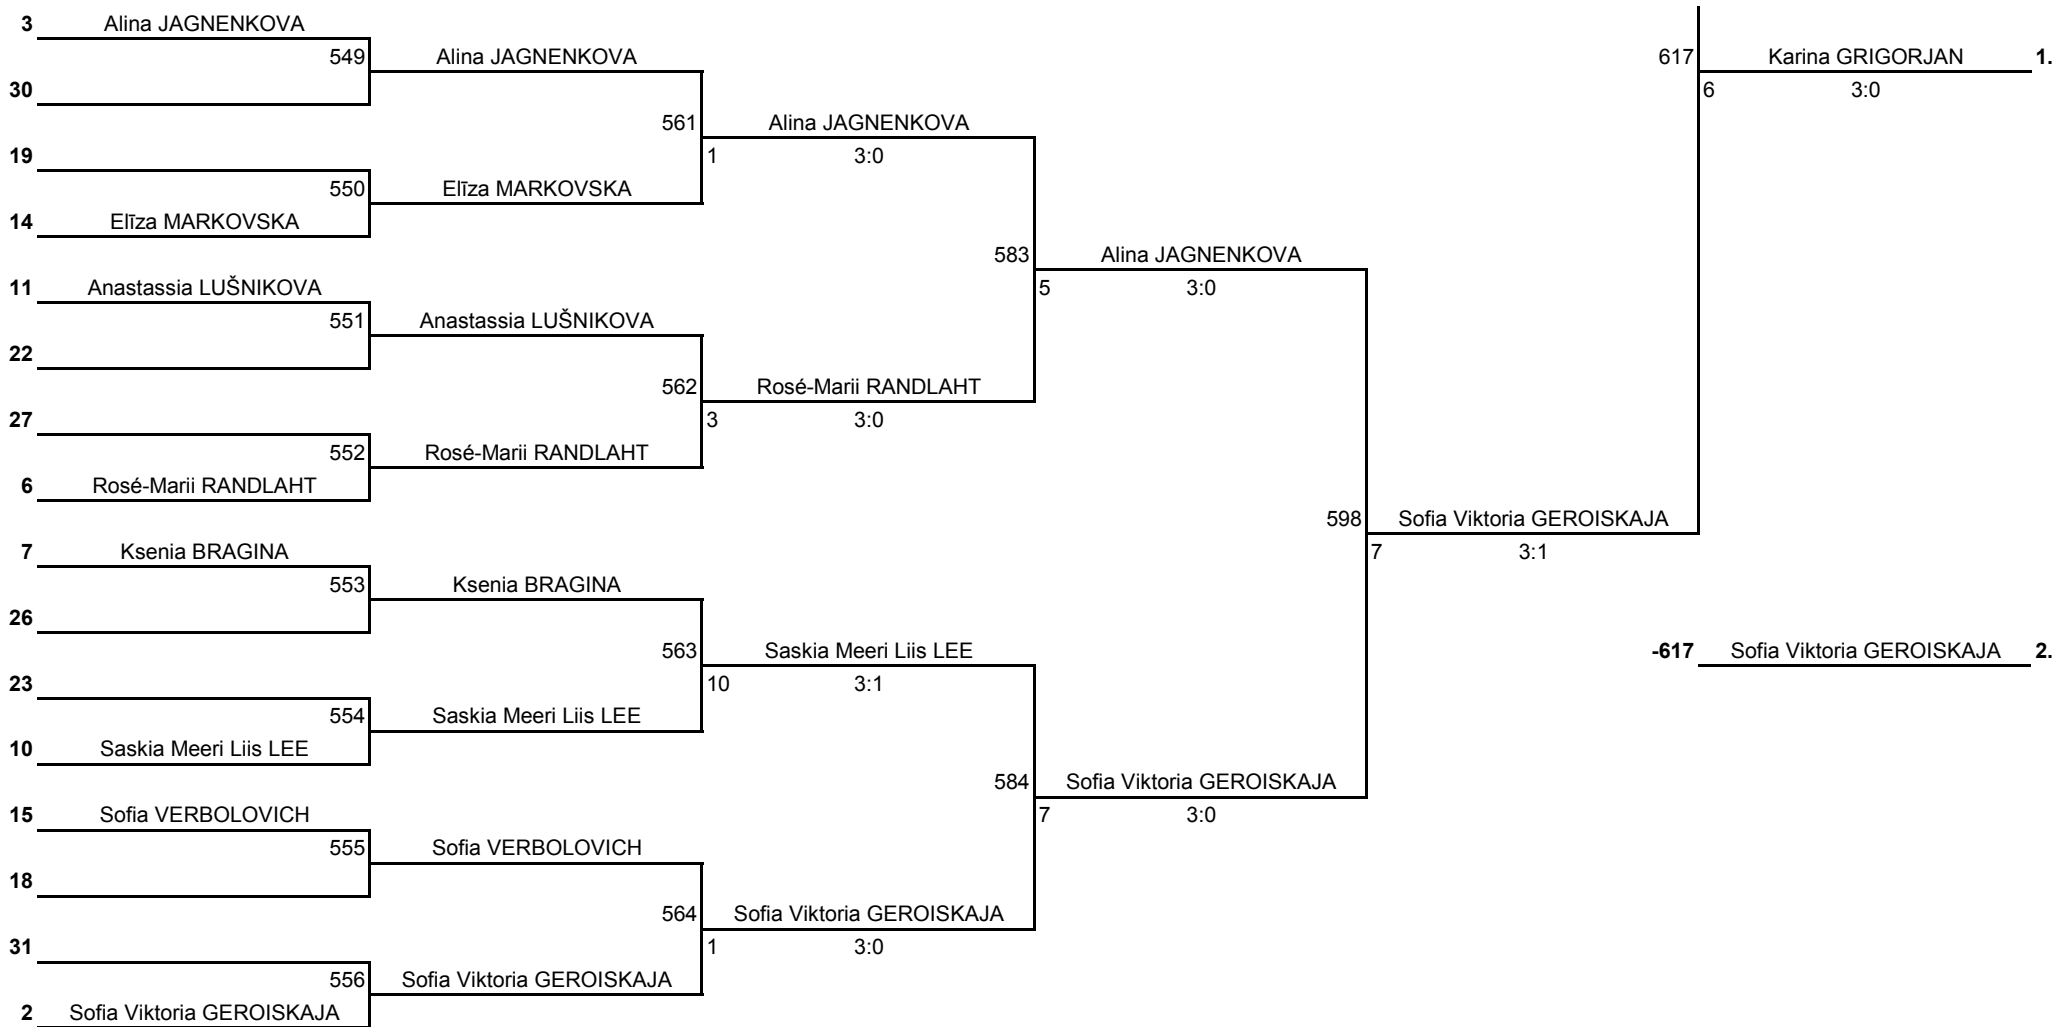 3 Alina JAGNENKOVA
549 Alina JAGNENKOVA 617 Karina GRIGORJAN 1.
30 6 3:0
561 Alina JAGNENKOVA
19 1 3:0
550 Elīza MARKOVSKA
14 Elīza MARKOVSKA
583 Alina JAGNENKOVA
11 Anastassia LUŠNIKOVA 5 3:0
551 Anastassia LUŠNIKOVA
22
562 Rosé-Marii RANDLAHT
27 3 3:0
552 Rosé-Marii RANDLAHT
6 Rosé-Marii RANDLAHT
598 Sofia Viktoria GEROISKAJA
7 Ksenia BRAGINA 7 3:1
553 Ksenia BRAGINA
26
563 Saskia Meeri Liis LEE -617 Sofia Viktoria GEROISKAJA 2.
23 10 3:1
554 Saskia Meeri Liis LEE
10 Saskia Meeri Liis LEE
584 Sofia Viktoria GEROISKAJA
15 Sofia VERBOLOVICH 7 3:0
555 Sofia VERBOLOVICH
18
564 Sofia Viktoria GEROISKAJA
31 1 3:0
556 Sofia Viktoria GEROISKAJA
2 Sofia Viktoria GEROISKAJA